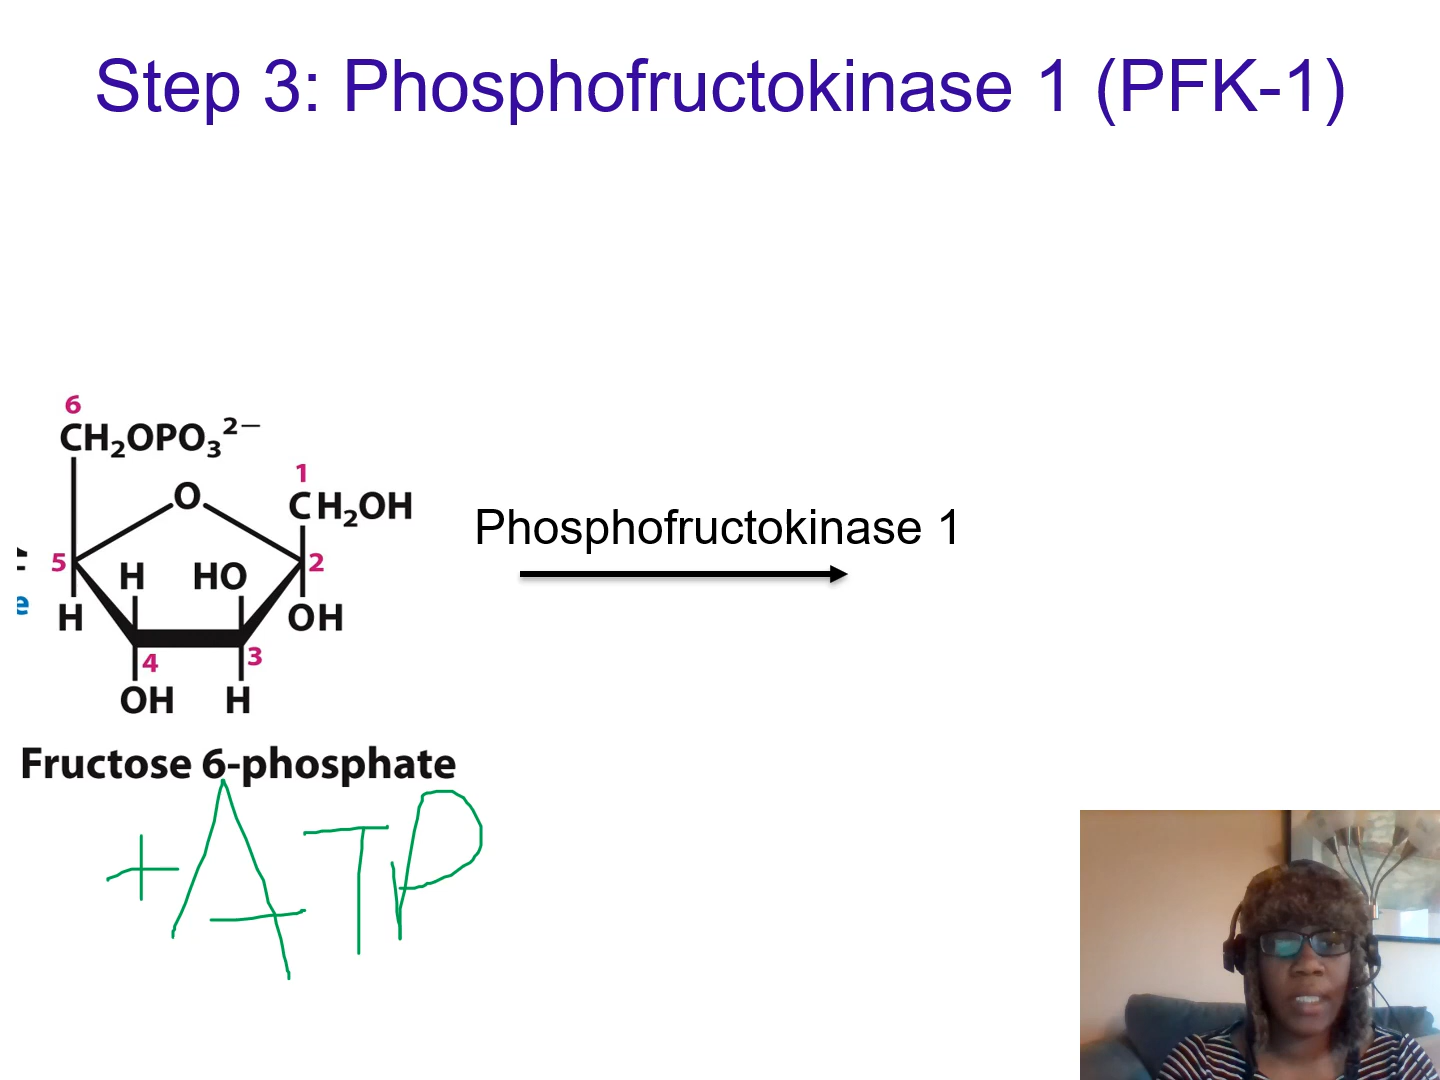 Step 3: Phosphofructokinase 1 (PFK-1)
6
CH₂OPO₃²⁻
1
O
CH₂OH
Phosphofructokinase 1
5
H
HO
2
e
H
OH
4
3
OH
H
Fructose 6-phosphate
+ATP